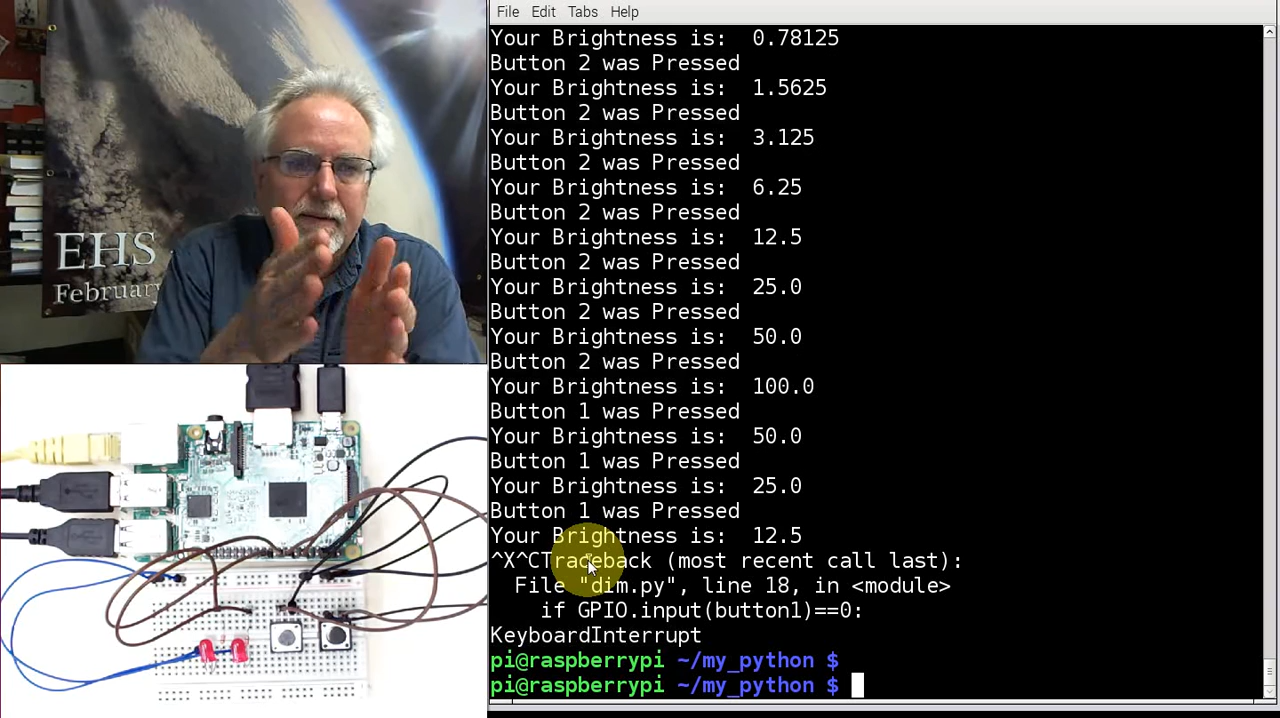 File Edit Tabs Help
Your Brightness is:  0.78125
Button 2 was Pressed
Your Brightness is:  1.5625
Button 2 was Pressed
Your Brightness is:  3.125
Button 2 was Pressed
Your Brightness is:  6.25
Button 2 was Pressed
Your Brightness is:  12.5
Button 2 was Pressed
Your Brightness is:  25.0
Button 2 was Pressed
Your Brightness is:  50.0
Button 2 was Pressed
Your Brightness is:  100.0
Button 1 was Pressed
Your Brightness is:  50.0
Button 1 was Pressed
Your Brightness is:  25.0
Button 1 was Pressed
Your Brightness is:  12.5
^X^CTraceback (most recent call last):
  File "dim.py", line 18, in <module>
    if GPIO.input(button1)==0:
KeyboardInterrupt
pi@raspberrypi ~/my_python $
pi@raspberrypi ~/my_python $
EHS
February